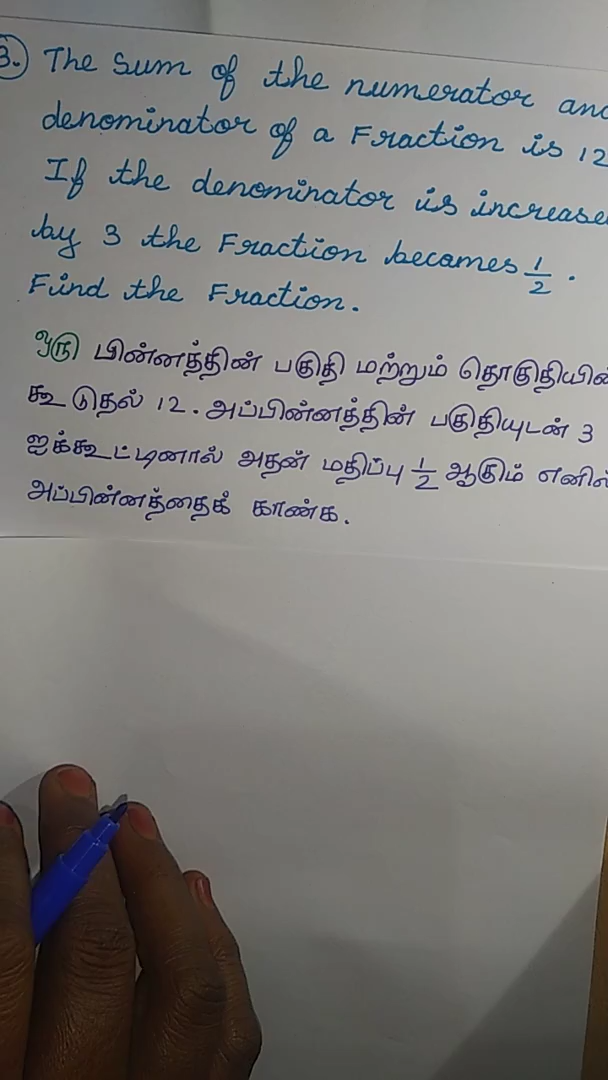 3. The Sum of the numerator and
denominator of a Fraction is 12
If the denominator is increase
by 3 the Fraction becomes 1/2 .
Find the Fraction.
ஒரு பின்னத்தின் பகுதி மற்றும் தொகுதியின்
கூடுதல் 12. அப்பின்னத்தின் பகுதியுடன் 3
ஐக்கூட்டினால் அதன் மதிப்பு 1/2 ஆகும் எனில்
அப்பின்னத்தைக் காண்க.